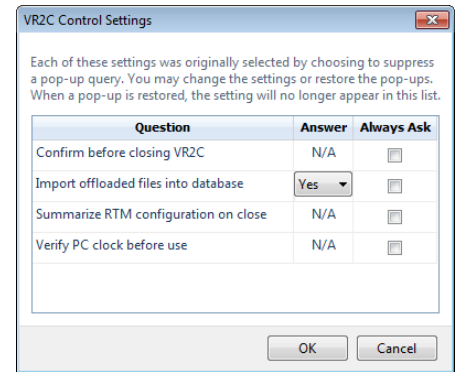 VR2C Control Settings
Each of these settings was originally selected by choosing to suppress
a pop-up query. You may change the settings or restore the pop-ups.
When a pop-up is restored, the setting will no longer appear in this list.
Question Answer Always Ask
Confirm before closing VR2C N/A
Import offloaded files into database Yes
Summarize RTM configuration on close N/A
Verify PC clock before use N/A
OK Cancel